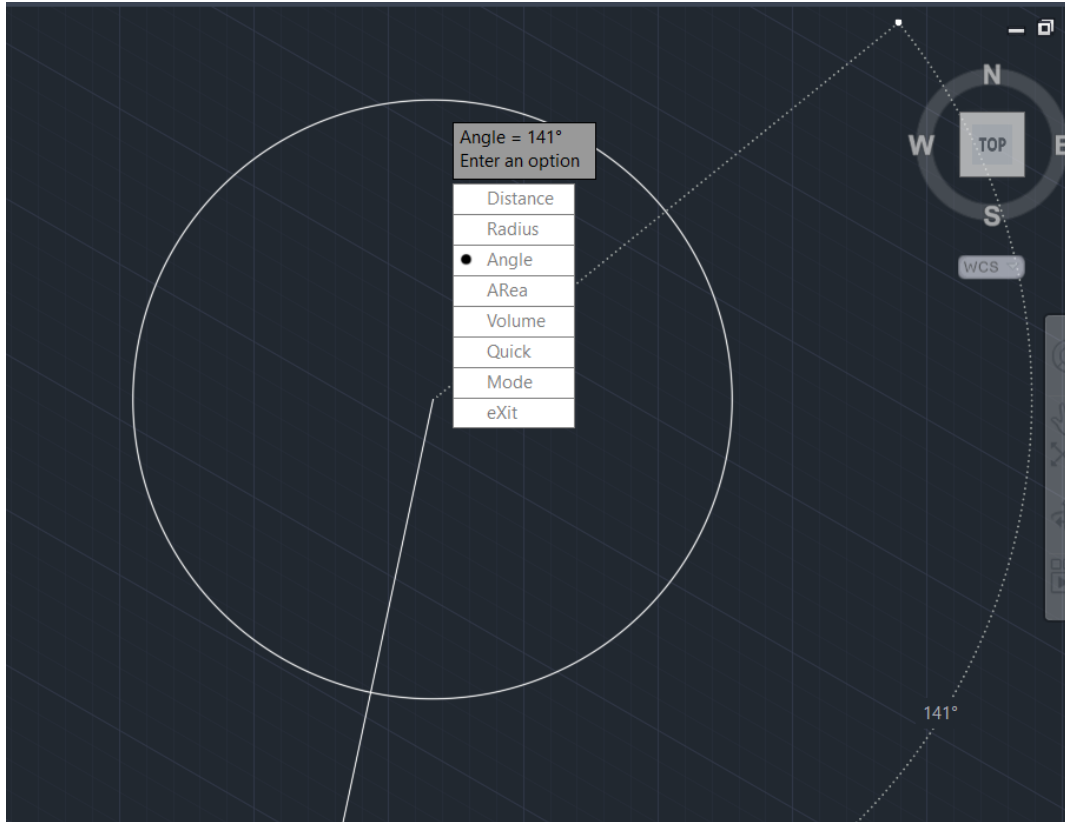 N
W
TOP
E
S
WCS
Angle = 141°
Enter an option
Distance
Radius
Angle
ARea
Volume
Quick
Mode
eXit
141°